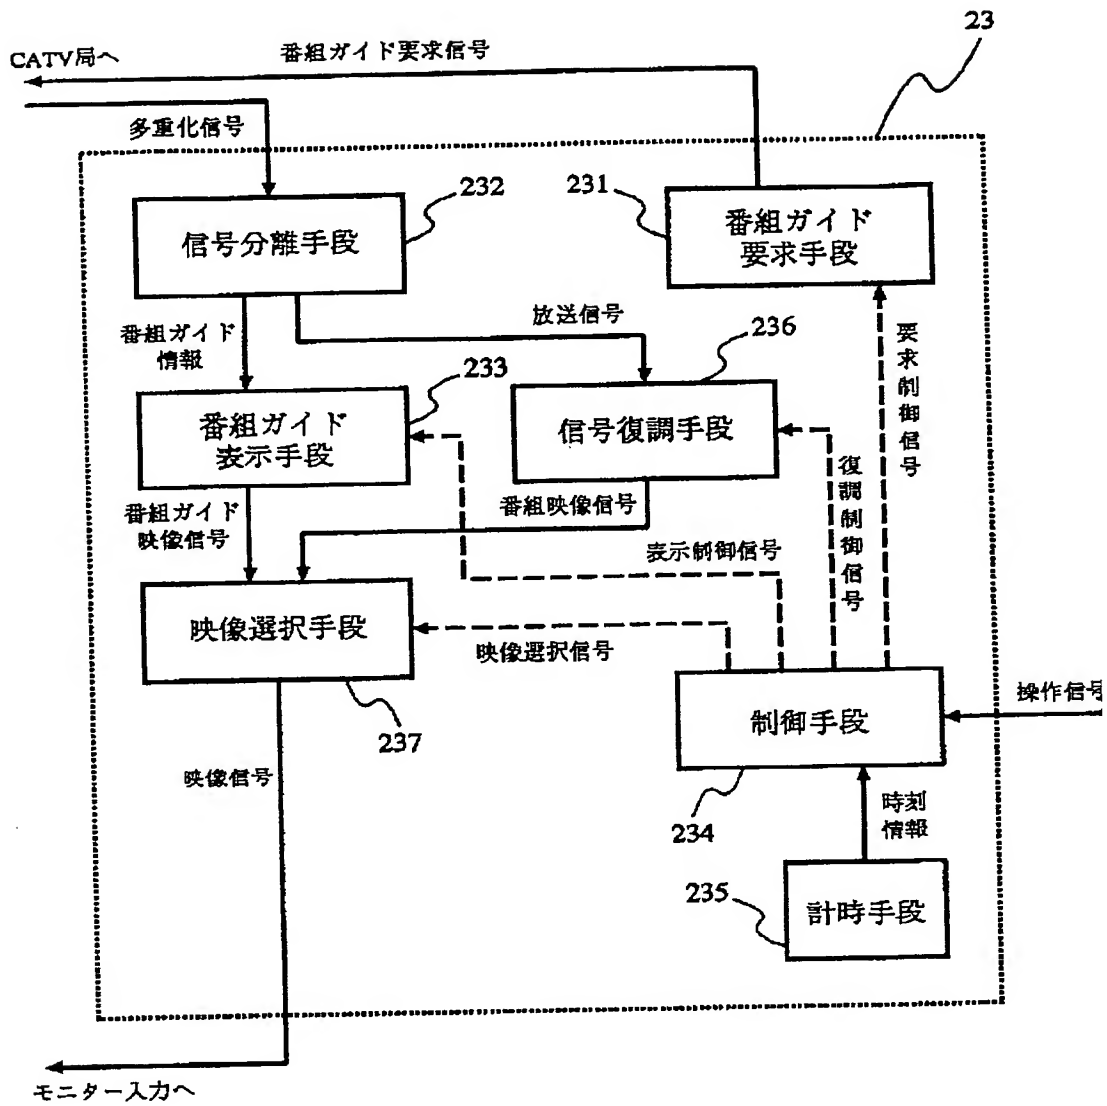 23
CATV局へ
番組ガイド要求信号
多重化信号
232
231
信号分離手段
番組ガイド
要求手段
放送信号
236
番組ガイド
情報
233
要求制御信号
番組ガイド
表示手段
信号復調手段
復調制御信号
番組ガイド
映像信号
番組映像信号
表示制御信号
映像選択手段
映像選択信号
操作信号
制御手段
237
映像信号
234
時刻
情報
235
計時手段
モニター入力へ